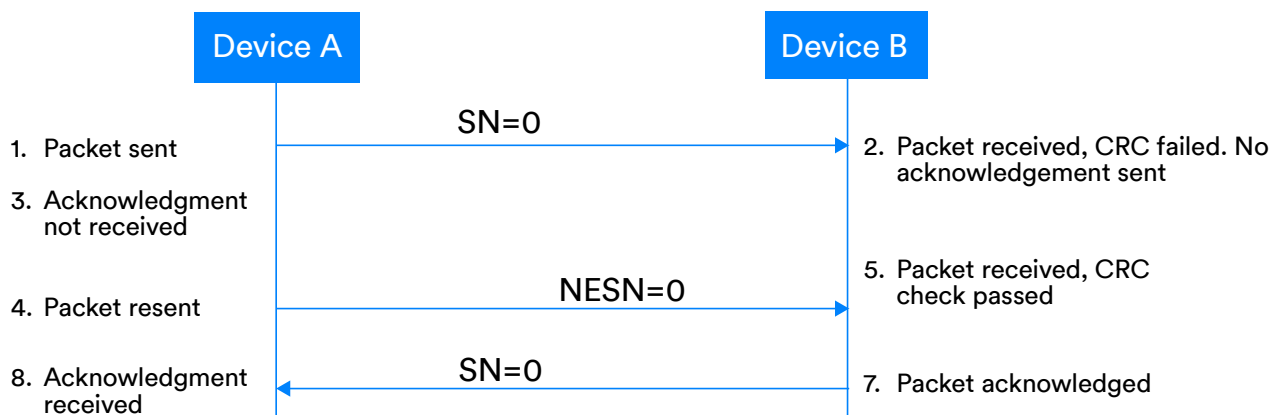 Device A
Device B
SN=0
1. Packet sent
2. Packet received, CRC failed. No
acknowledgement sent
3. Acknowledgment
not received
NESN=0
4. Packet resent
5. Packet received, CRC
check passed
SN=0
7. Packet acknowledged
8. Acknowledgment
received